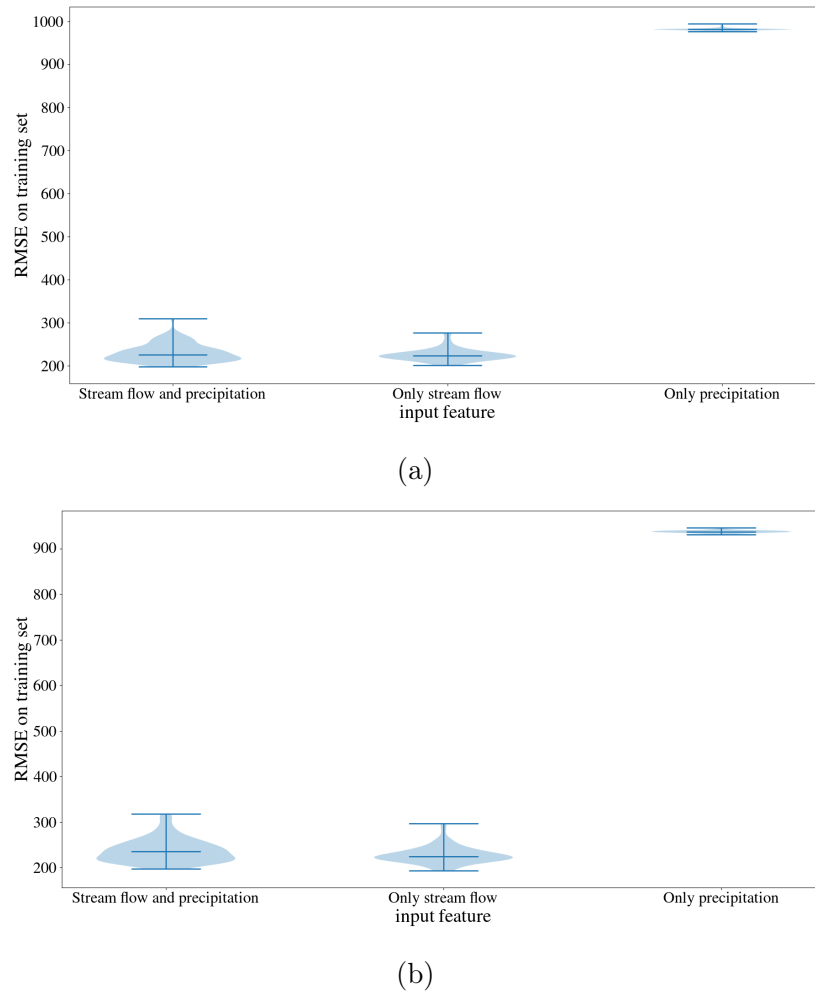 1000
900
800
700
600
500
400
300
200
RMSE on training set
Stream flow and precipitation Only stream flow Only precipitation
input feature
(a)
900
800
700
600
500
400
300
200
RMSE on training set
Stream flow and precipitation Only stream flow Only precipitation
input feature
(b)